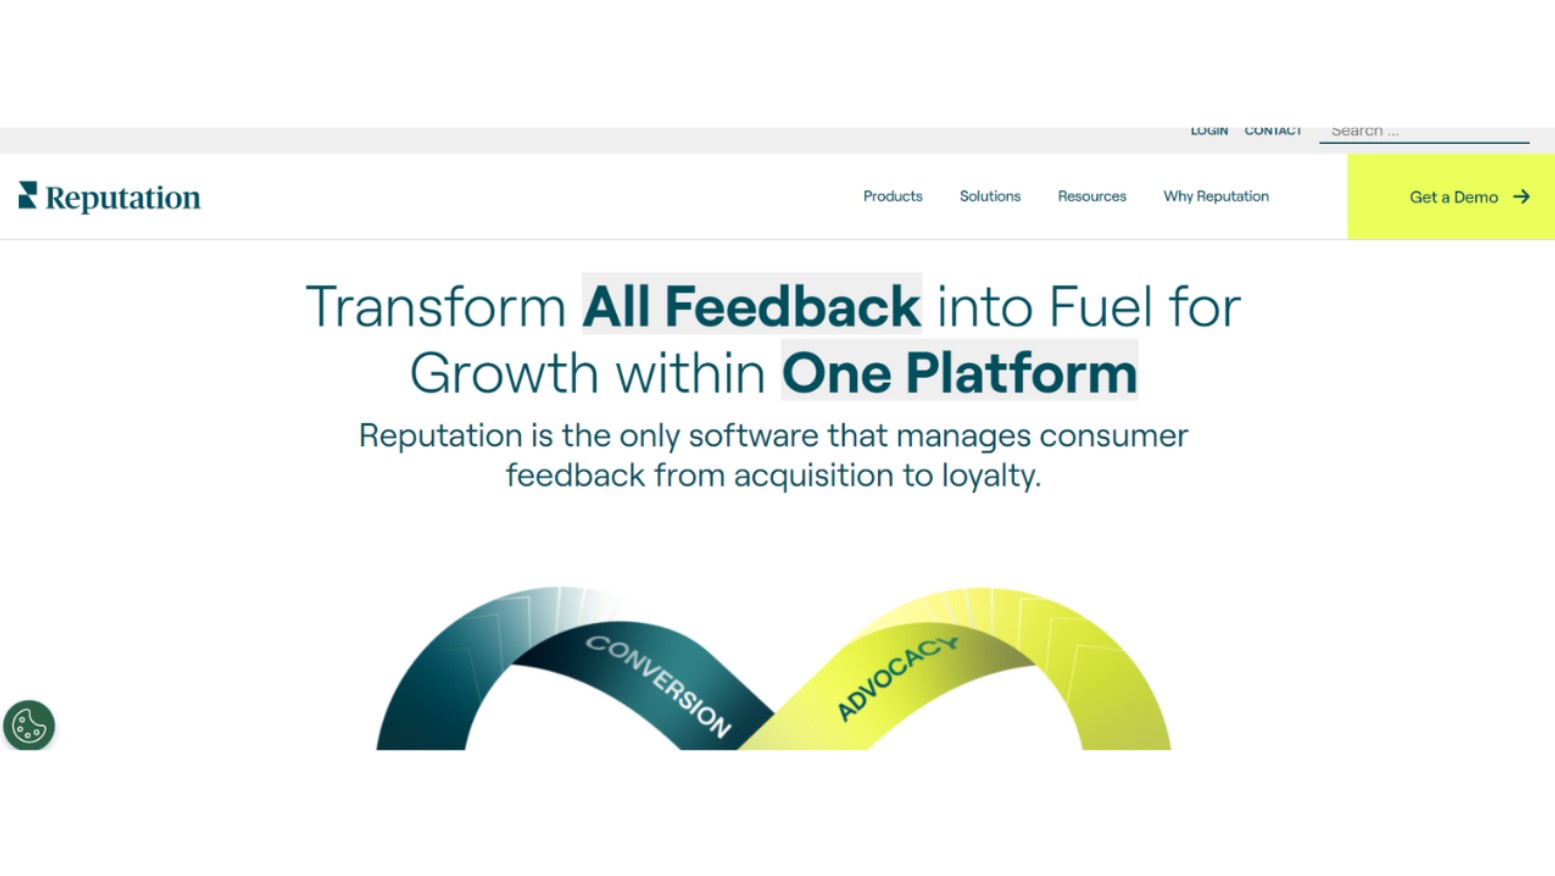 LOGIN CONTACT Search ...
Reputation
Products Solutions Resources Why Reputation Get a Demo
Transform All Feedback into Fuel for
Growth within One Platform
Reputation is the only software that manages consumer
feedback from acquisition to loyalty.
CONVERSION
ADVOCACY